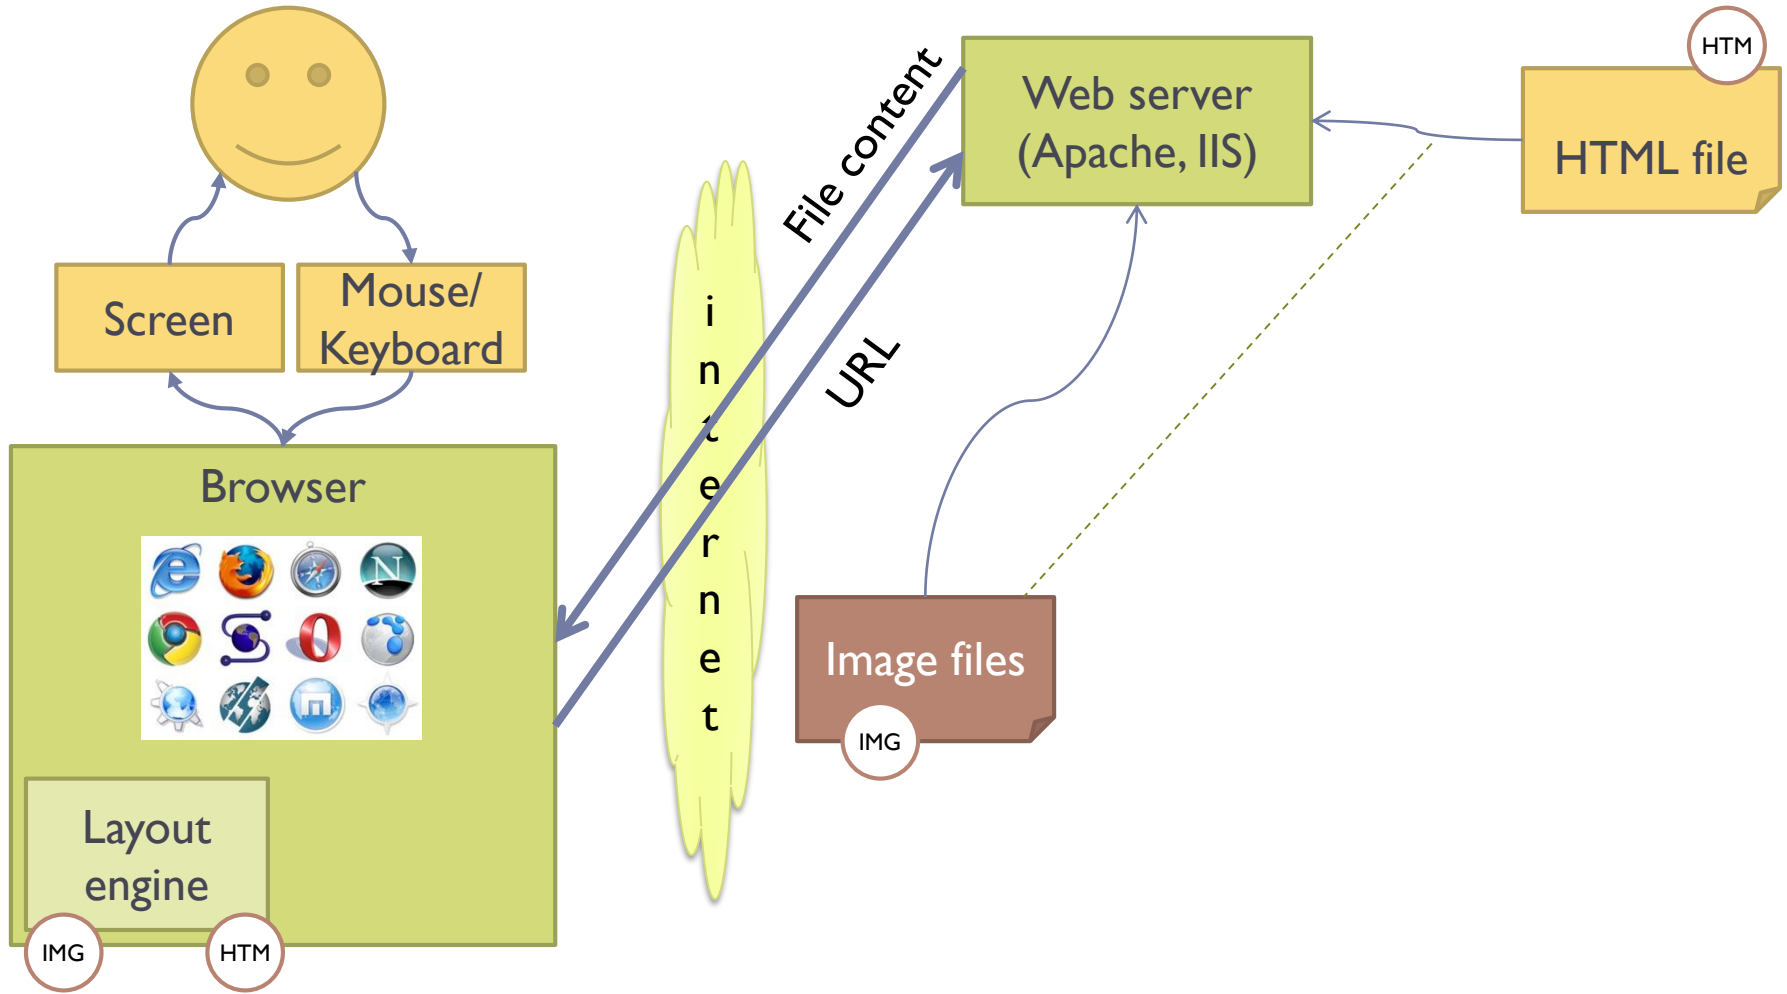 HTM
Web server
(Apache, IIS)
HTML file
File content
URL
Screen
Mouse/
Keyboard
internet
Browser
N
Image files
IMG
Layout
engine
IMG
HTM